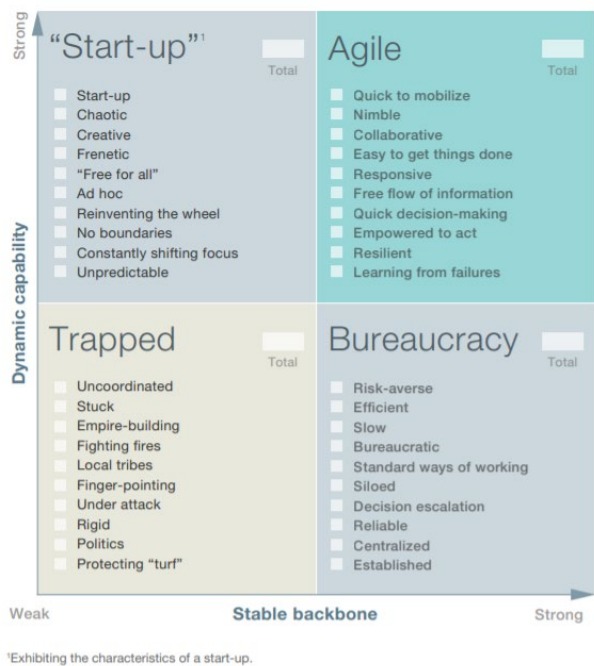 Strong
“Start-up”1
Total
Start-up
Chaotic
Creative
Frenetic
“Free for all”
Ad hoc
Reinventing the wheel
No boundaries
Constantly shifting focus
Unpredictable
Agile
Total
Quick to mobilize
Nimble
Collaborative
Easy to get things done
Responsive
Free flow of information
Quick decision-making
Empowered to act
Resilient
Learning from failures
Dynamic capability
Trapped
Total
Uncoordinated
Stuck
Empire-building
Fighting fires
Local tribes
Finger-pointing
Under attack
Rigid
Politics
Protecting “turf”
Bureaucracy
Total
Risk-averse
Efficient
Slow
Bureaucratic
Standard ways of working
Siloed
Decision escalation
Reliable
Centralized
Established
Weak
Stable backbone
Strong
1Exhibiting the characteristics of a start-up.